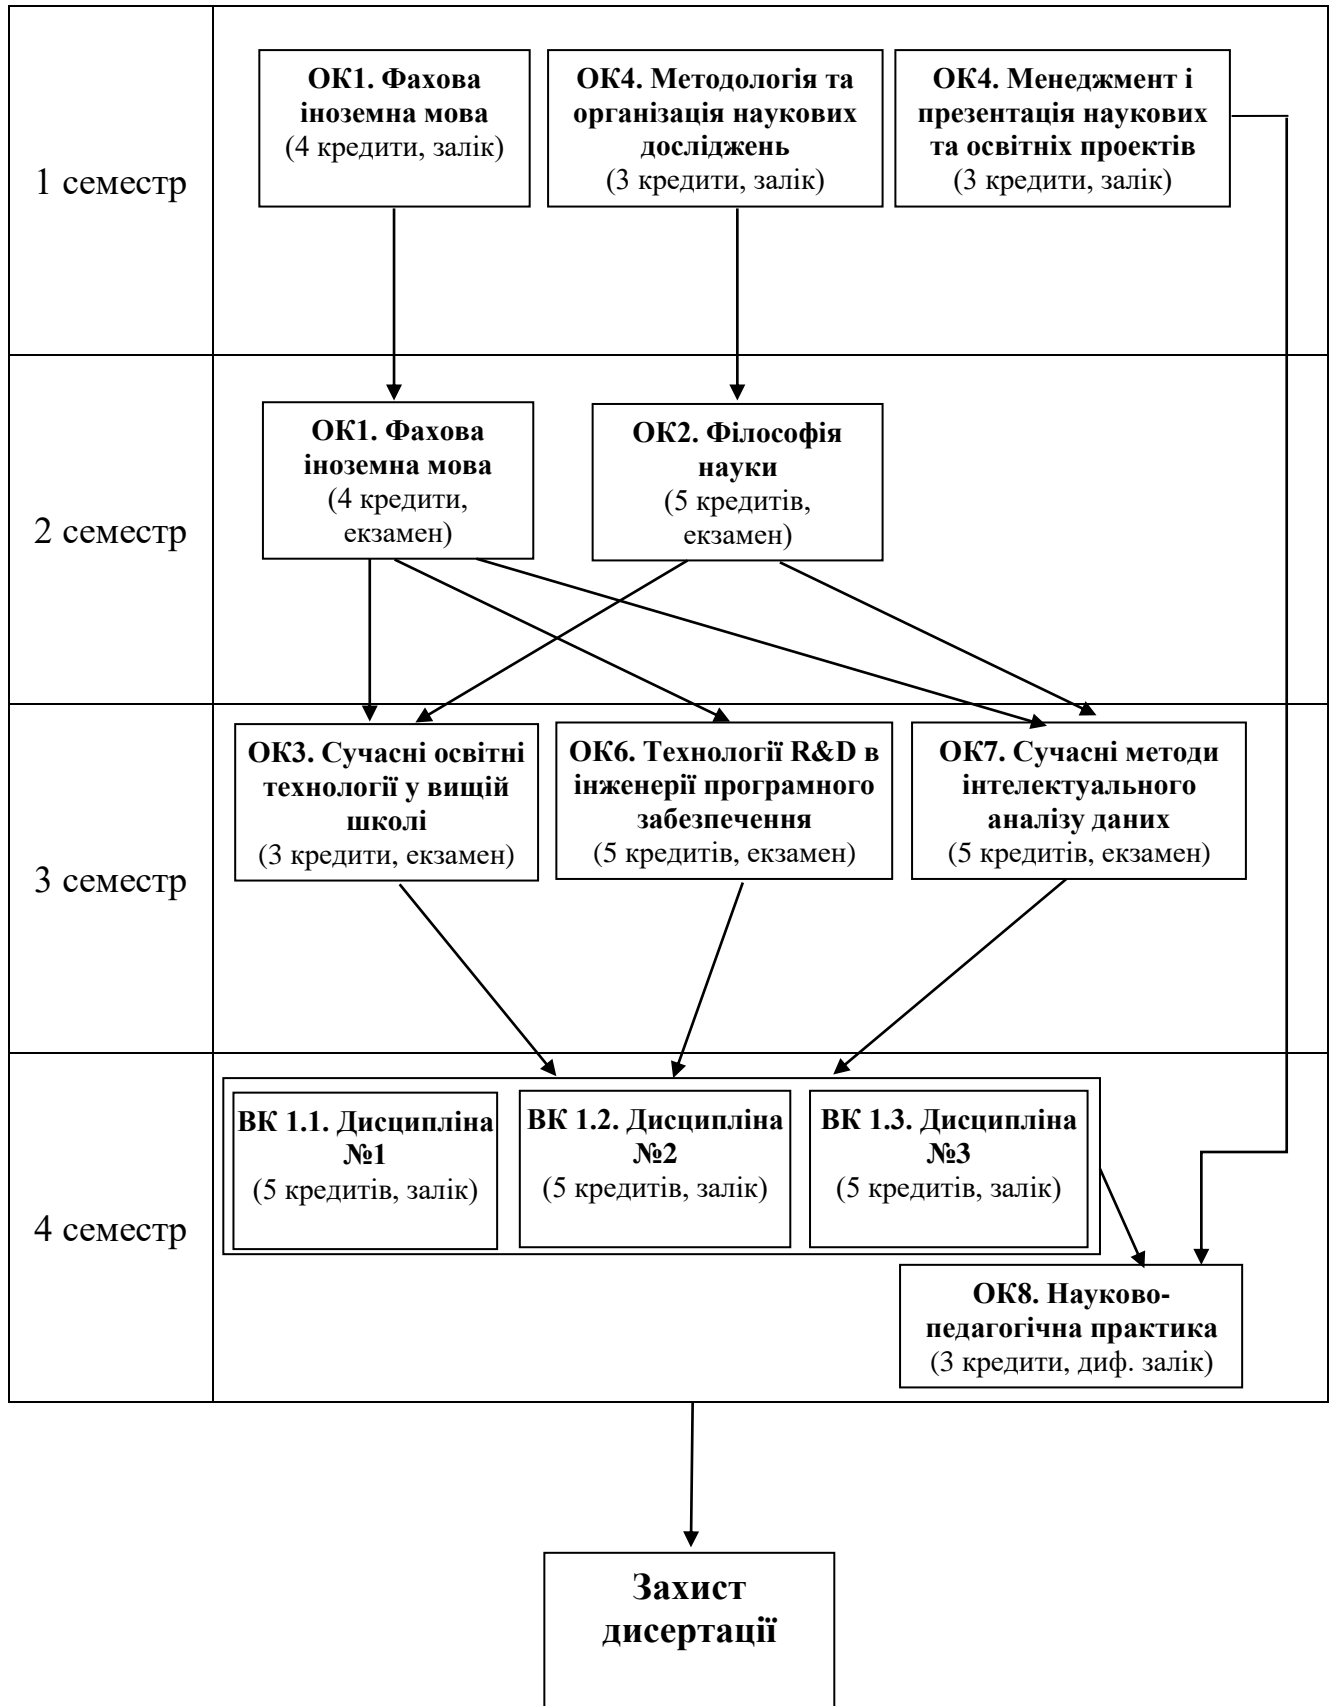 1 семестр
ОК1. Фахова
іноземна мова
(4 кредити, залік)
ОК4. Методологія та
організація наукових
досліджень
(3 кредити, залік)
ОК4. Менеджмент і
презентація наукових
та освітніх проектів
(3 кредити, залік)
2 семестр
ОК1. Фахова
іноземна мова
(4 кредити,
екзамен)
ОК2. Філософія
науки
(5 кредитів,
екзамен)
3 семестр
ОК3. Сучасні освітні
технології у вищій
школі
(3 кредити, екзамен)
ОК6. Технології R&D в
інженерії програмного
забезпечення
(5 кредитів, екзамен)
ОК7. Сучасні методи
інтелектуального
аналізу даних
(5 кредитів, екзамен)
4 семестр
ВК 1.1. Дисципліна
№1
(5 кредитів, залік)
ВК 1.2. Дисципліна
№2
(5 кредитів, залік)
ВК 1.3. Дисципліна
№3
(5 кредитів, залік)
ОК8. Науково-
педагогічна практика
(3 кредити, диф. залік)
Захист
дисертації